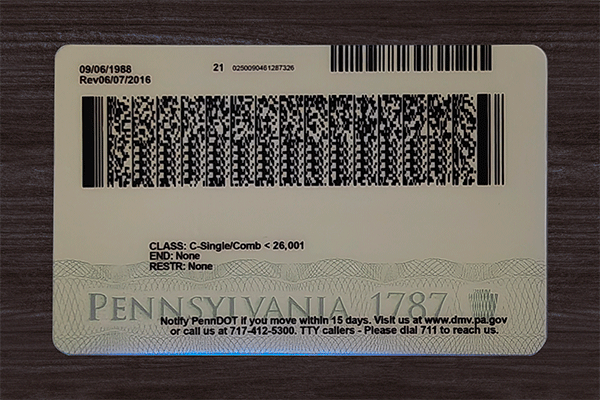 09/06/1988 21 0250090461287326
Rev06/07/2016
CLASS: C-Single/Comb < 26,001
END: None
RESTR: None
PENNSYLVANIA 1787
Notify PennDOT if you move within 15 days. Visit us at www.dmv.pa.gov
or call us at 717-412-5300. TTY callers - Please dial 711 to reach us.